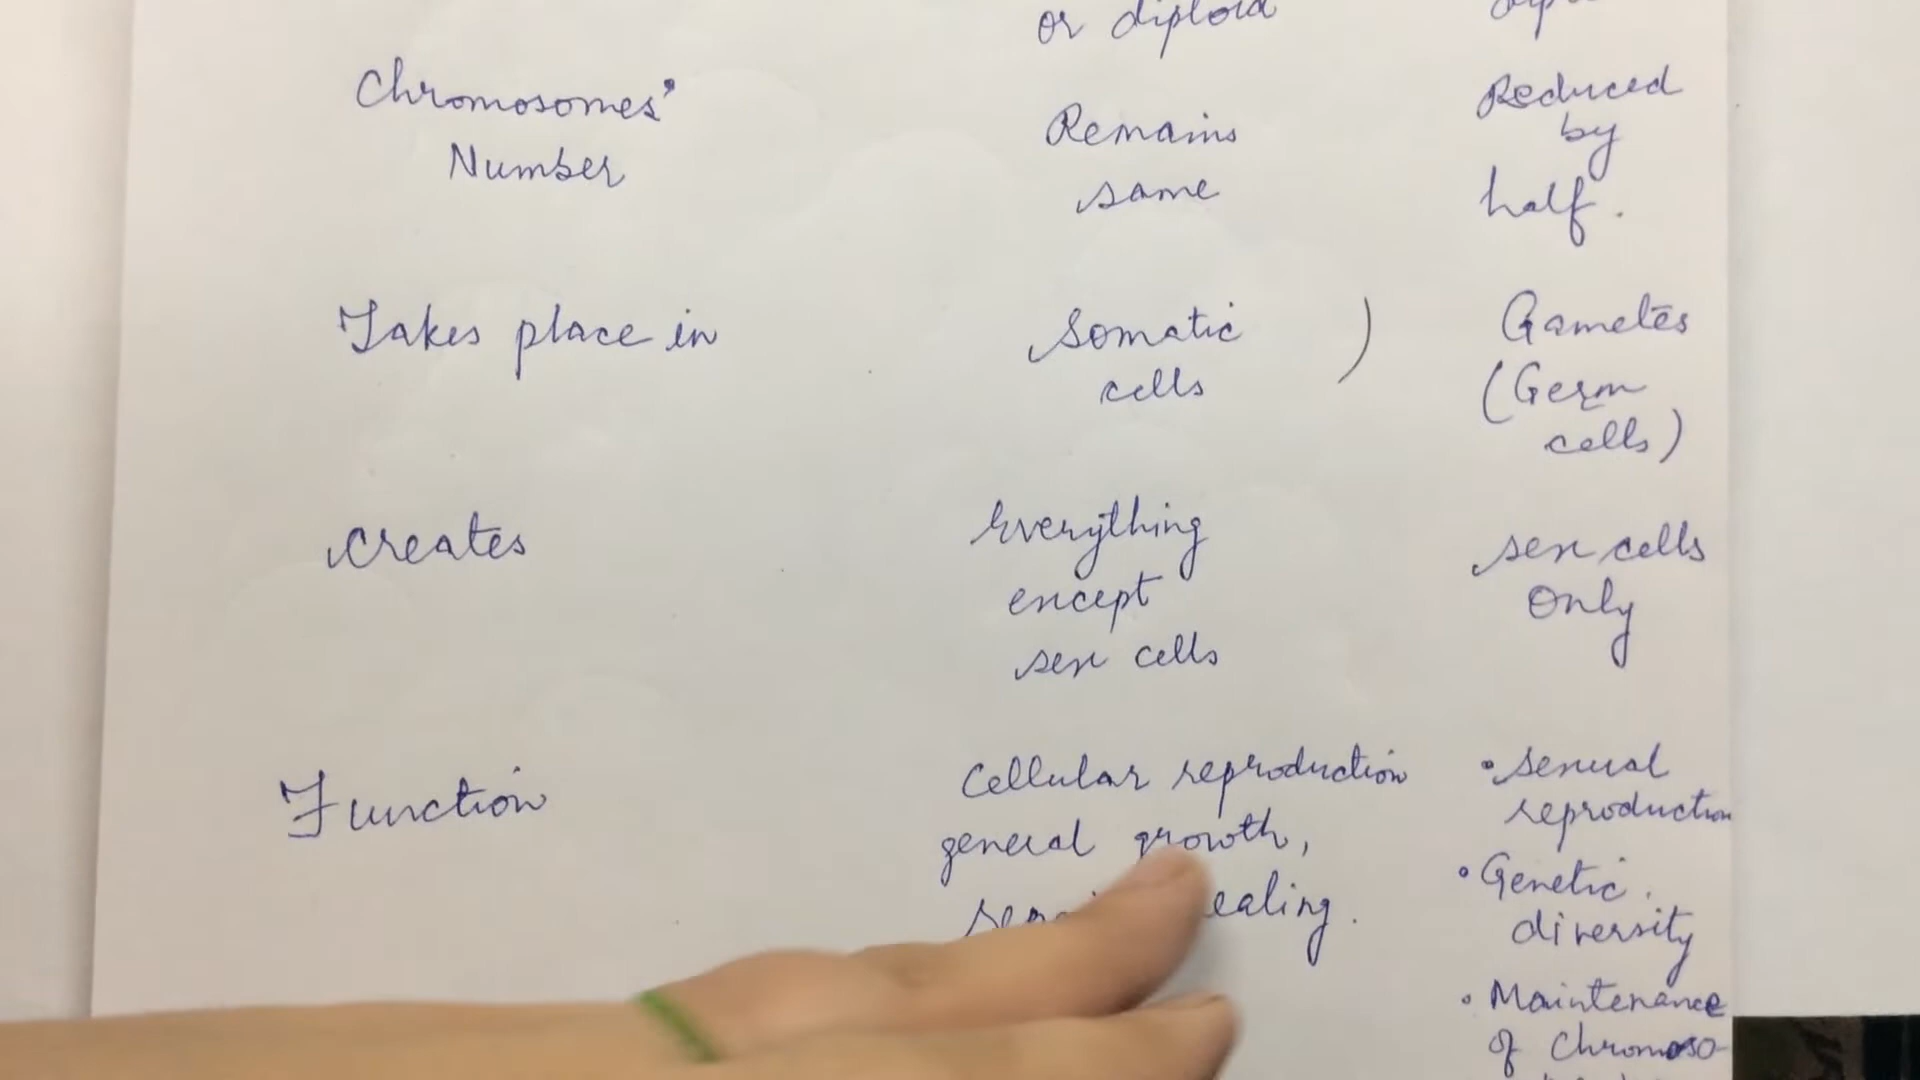 or diploid
Chromosomes'
Number
Remains
same
Reduced
by
half.
Takes place in
Somatic
cells
)
Gametes
(Germ
cells)
Creates
Everything
except
sex cells
sex cells
only
Function
Cellular reproduction
general growth,
ealing.
• Sexual
reproduction
• Genetic
diversity
• Maintenance
of Chromoso-